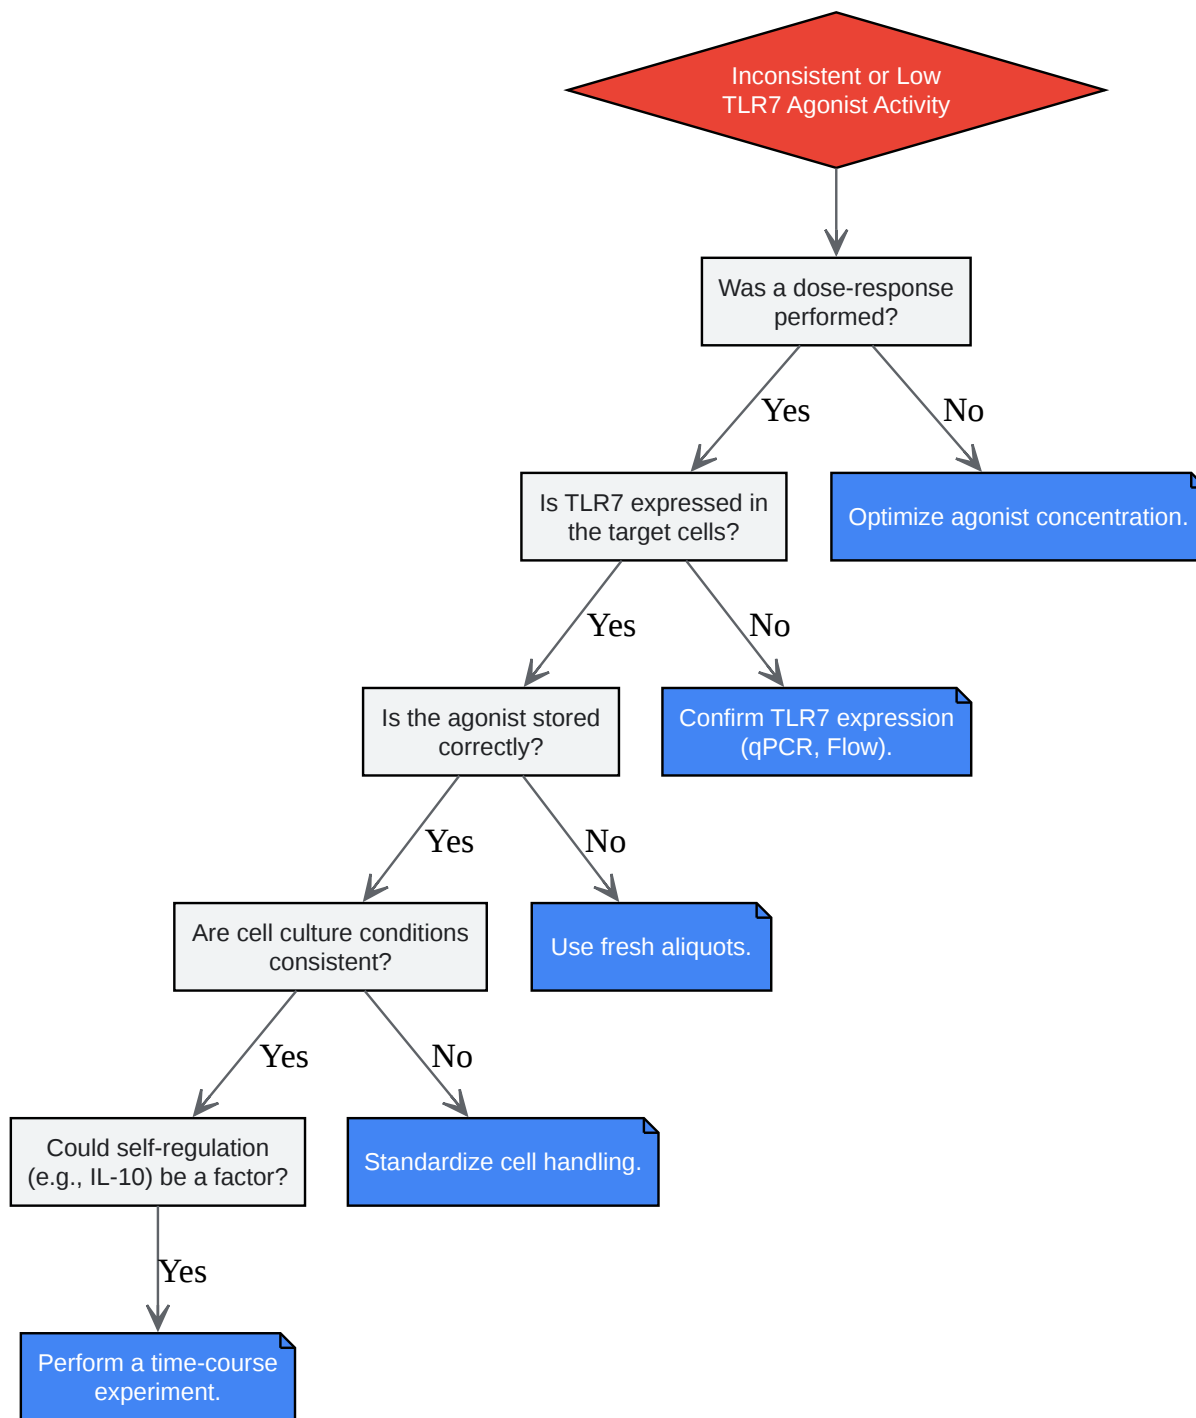 Inconsistent or Low
TLR7 Agonist Activity
Was a dose-response
performed?
Yes
No
Is TLR7 expressed in
the target cells?
Optimize agonist concentration.
Yes
No
Is the agonist stored
correctly?
Confirm TLR7 expression
(qPCR, Flow).
Yes
No
Are cell culture conditions
consistent?
Use fresh aliquots.
Yes
No
Could self-regulation
(e.g., IL-10) be a factor?
Standardize cell handling.
Yes
Perform a time-course
experiment.